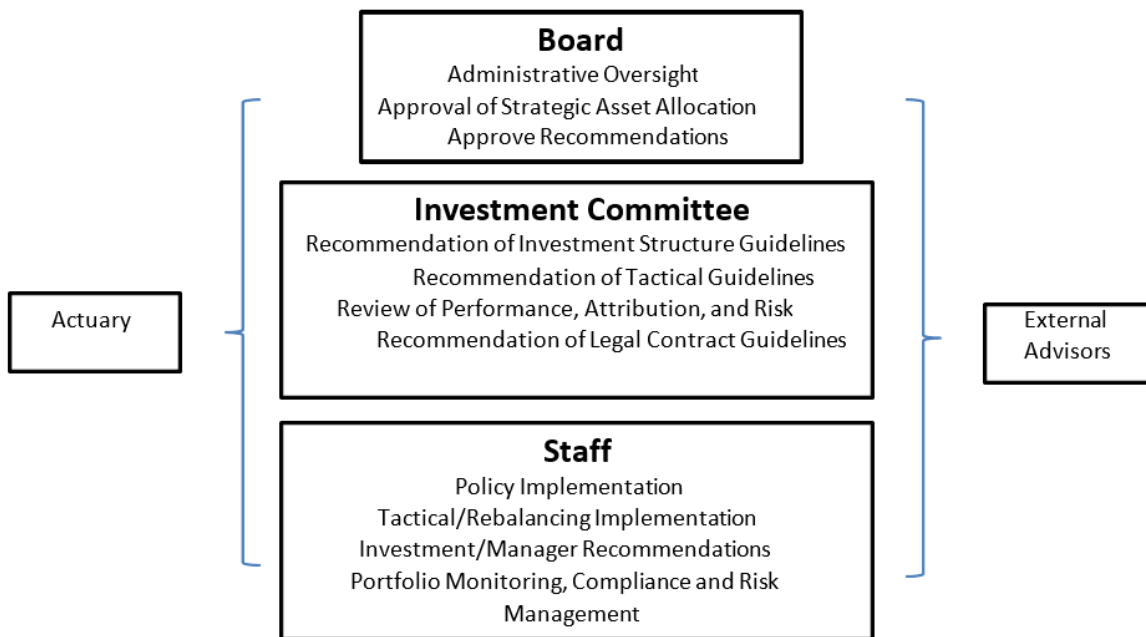 Board
Administrative Oversight
Approval of Strategic Asset Allocation
Approve Recommendations
Investment Committee
Recommendation of Investment Structure Guidelines
Recommendation of Tactical Guidelines
Review of Performance, Attribution, and Risk
Recommendation of Legal Contract Guidelines
Actuary
External
Advisors
Staff
Policy Implementation
Tactical/Rebalancing Implementation
Investment/Manager Recommendations
Portfolio Monitoring, Compliance and Risk
Management